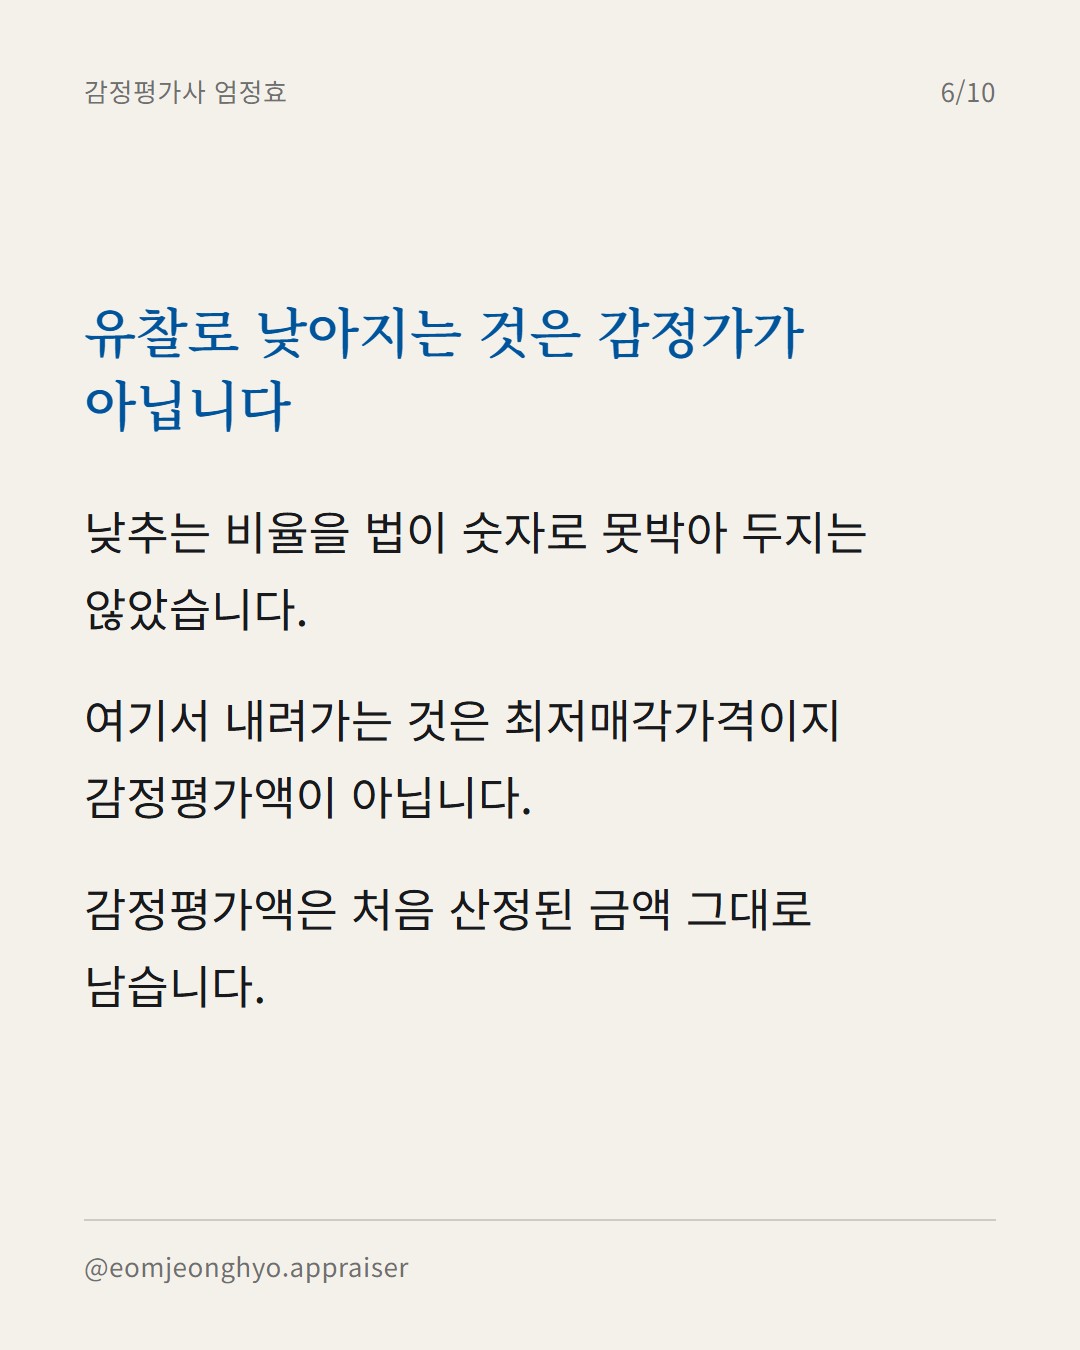 감정평가사 엄정효
6/10
유찰로 낮아지는 것은 감정가가
아닙니다
낮추는 비율을 법이 숫자로 못박아 두지는
않았습니다.
여기서 내려가는 것은 최저매각가격이지
감정평가액이 아닙니다.
감정평가액은 처음 산정된 금액 그대로
남습니다.
@eomjeonghyo.appraiser